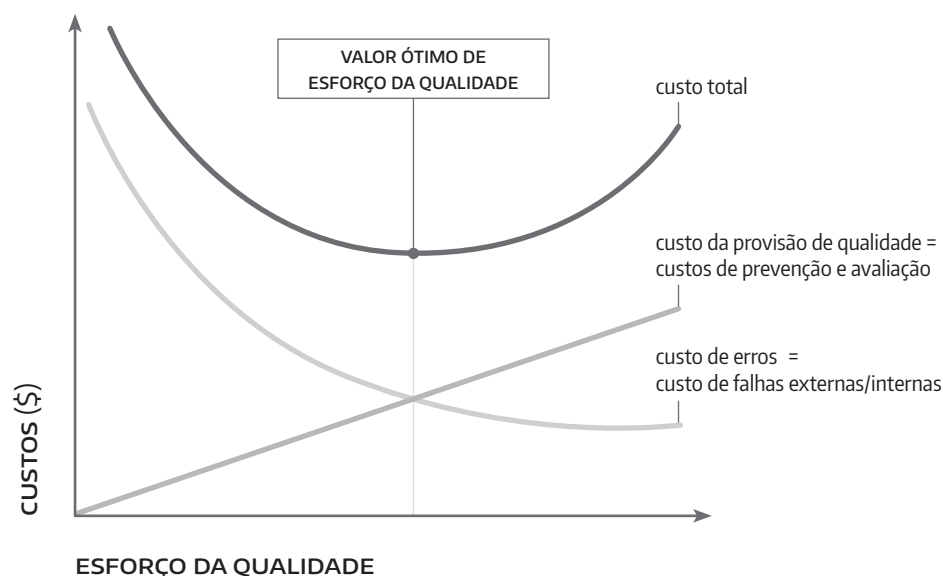 VALOR ÓTIMO DE
ESFORÇO DA QUALIDADE
custo total
custo da provisão de qualidade =
custos de prevenção e avaliação
custo de erros =
custo de falhas externas/internas
CUSTOS ($)
ESFORÇO DA QUALIDADE